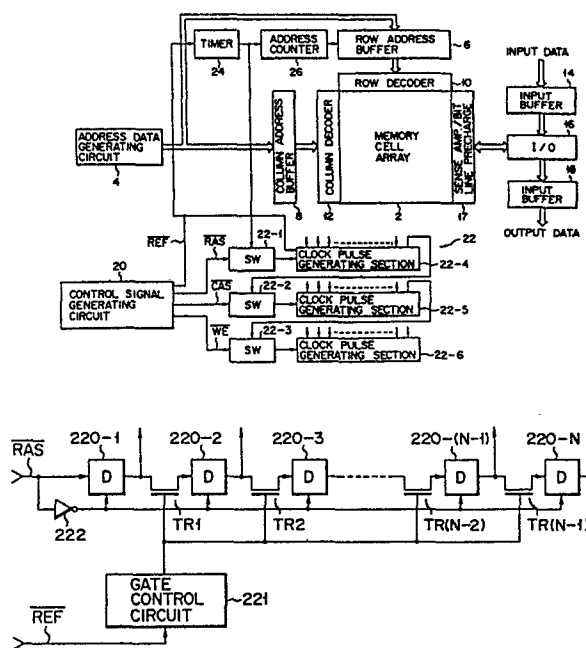 TIMER
24
ADDRESS COUNTER
26
ROW ADDRESS BUFFER
6
INPUT DATA
INPUT BUFFER
14
I/O
16
INPUT BUFFER
18
OUTPUT DATA
ROW DECODER
10
ADDRESS DATA GENERATING CIRCUIT
4
COLUMN ADDRESS BUFFER
8
COLUMN DECODER
12
MEMORY CELL ARRAY
2
SENSE AMP./BIT LINE PRECHARGE
17
REF
RAS
SW
22-1
CLOCK PULSE GENERATING SECTION
22
22-4
20
CONTROL SIGNAL GENERATING CIRCUIT
CAS
SW
22-2
CLOCK PULSE GENERATING SECTION
22-5
WE
SW
22-3
CLOCK PULSE GENERATING SECTION
22-6
RAS
220-1
220-2
220-3
220-(N-1)
220-N
D
D
D
D
D
222
TR1
TR2
TR(N-2)
TR(N-1)
GATE CONTROL CIRCUIT
221
REF